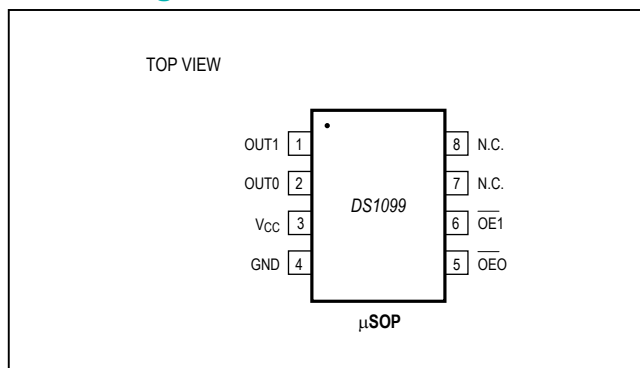 TOP VIEW
OUT1 1
OUT0 2
VCC 3
GND 4
DS1099
8 N.C.
7 N.C.
6 OE1
5 OEO
μSOP